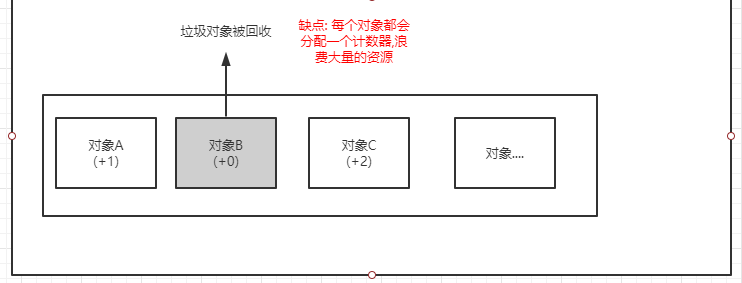 垃圾对象被回收
缺点: 每个对象都会
分配一个计数器,浪
费大量的资源
对象A
(+1)
对象B
(+0)
对象C
(+2)
对象....